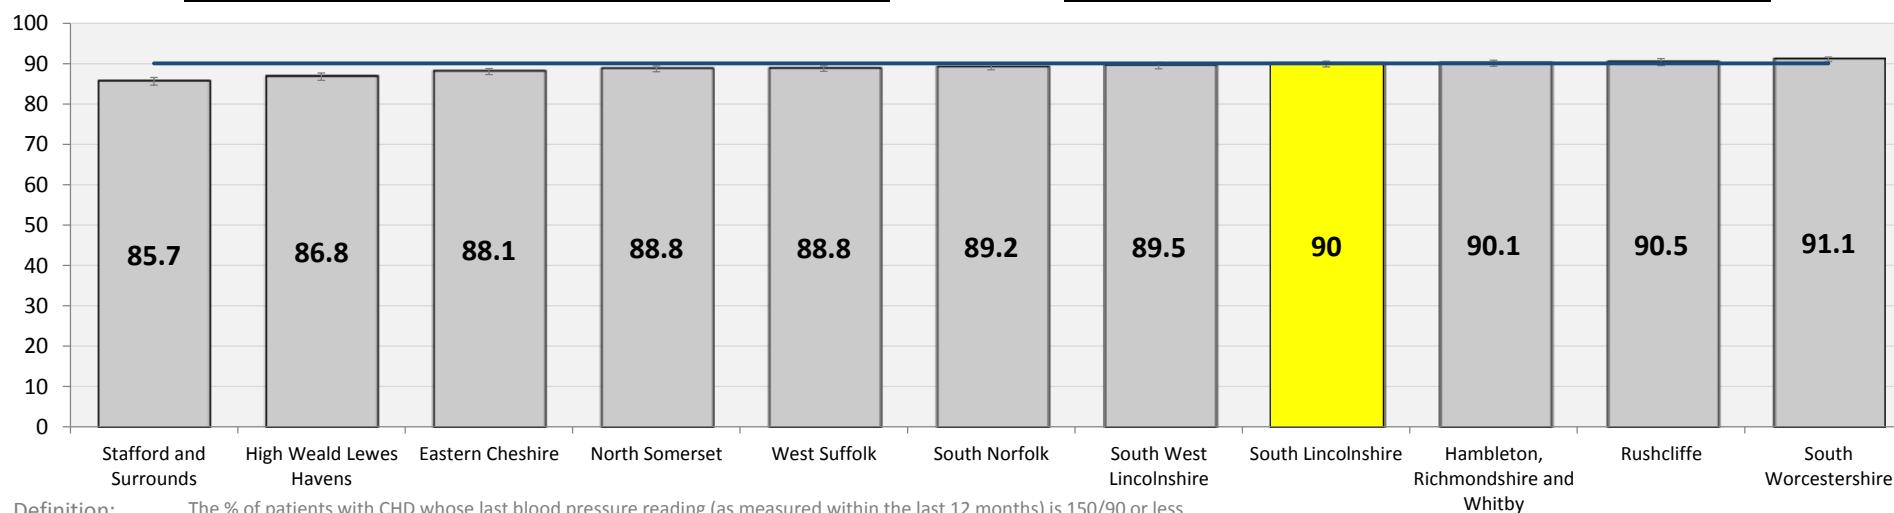 100
90
80
70
60
50
40
30
20
10
0
85.7
86.8
88.1
88.8
88.8
89.2
89.5
90
90.1
90.5
91.1
Stafford and
Surrounds
High Weald Lewes
Havens
Eastern Cheshire
North Somerset
West Suffolk
South Norfolk
South West
Lincolnshire
South Lincolnshire
Hambleton,
Richmondshire and
Whitby
Rushcliffe
South
Worcestershire
Definition:
The % of patients with CHD whose last blood pressure reading (as measured within the last 12 months) is 150/90 or less